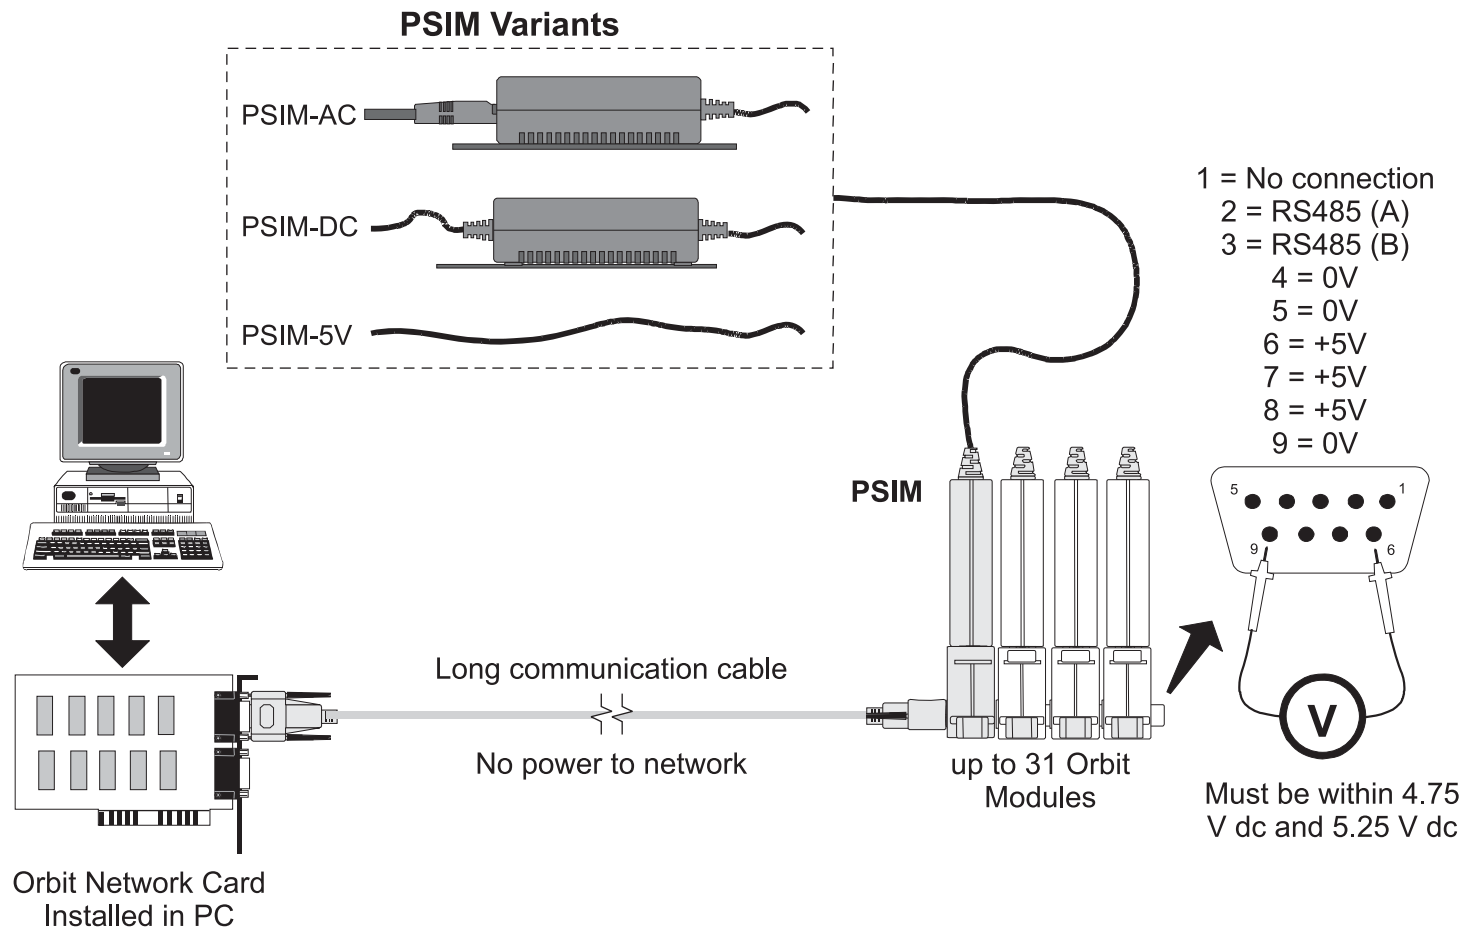 PSIM Variants
PSIM-AC
PSIM-DC
PSIM-5V
1 = No connection
2 = RS485 (A)
3 = RS485 (B)
4 = 0V
5 = 0V
6 = +5V
7 = +5V
8 = +5V
9 = 0V
PSIM
5
1
9
6
Long communication cable
No power to network
up to 31 Orbit
Modules
V
Must be within 4.75
V dc and 5.25 V dc
Orbit Network Card
Installed in PC